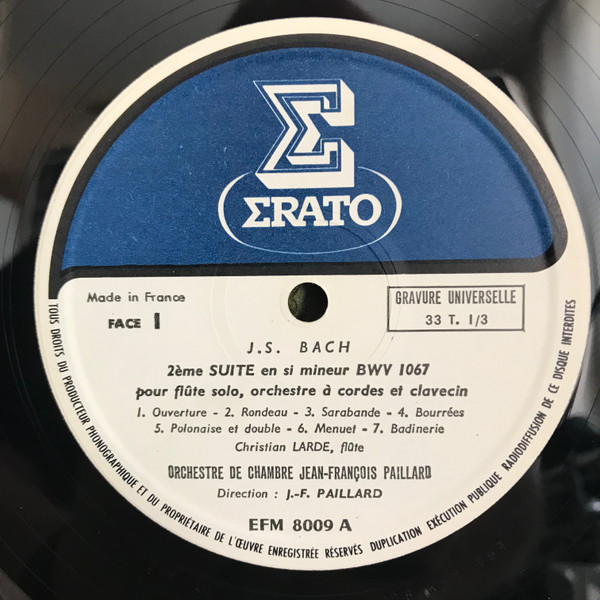 Σ
ΣRATO
Made in France
FACE 1
GRAVURE UNIVERSELLE
33 T. 1/3
J.S. BACH
2ème SUITE en si mineur BWV 1067
pour flûte solo, orchestre à cordes et clavecin
1. Ouverture - 2. Rondeau - 3. Sarabande - 4. Bourrées
5. Polonaise et double - 6. Menuet - 7. Badinerie
Christian LARDE, flûte
ORCHESTRE DE CHAMBRE JEAN-FRANÇOIS PAILLARD
Direction : J.-F. PAILLARD
EFM 8009 A
TOUS DROITS DU PRODUCTEUR PHONOGRAPHIQUE ET DU PROPRIÉTAIRE DE L'ŒUVRE ENREGISTRÉE RÉSERVÉS DUPLICATION EXÉCUTION PUBLIQUE RADIODIFFUSION DE CE DISQUE INTERDITES